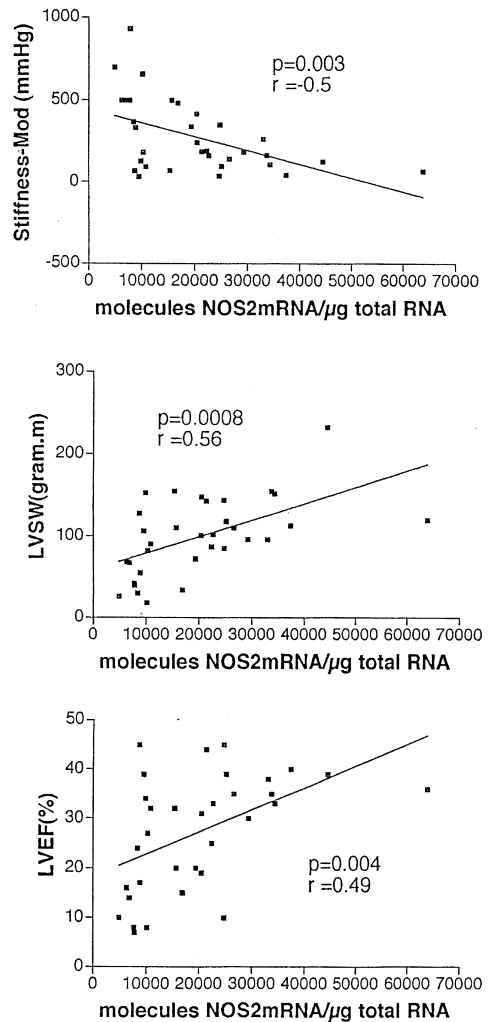 1000
p=0.003
r =-0.5
500
0
-500
Stiffness-Mod (mmHg)
0 10000 20000 30000 40000 50000 60000 70000
molecules NOS2mRNA/µg total RNA
300
p=0.0008
r =0.56
200
100
0
LVSW(gram.m)
0 10000 20000 30000 40000 50000 60000 70000
molecules NOS2mRNA/µg total RNA
50
40
30
20
10
0
LVEF(%)
p=0.004
r =0.49
0 10000 20000 30000 40000 50000 60000 70000
molecules NOS2mRNA/µg total RNA